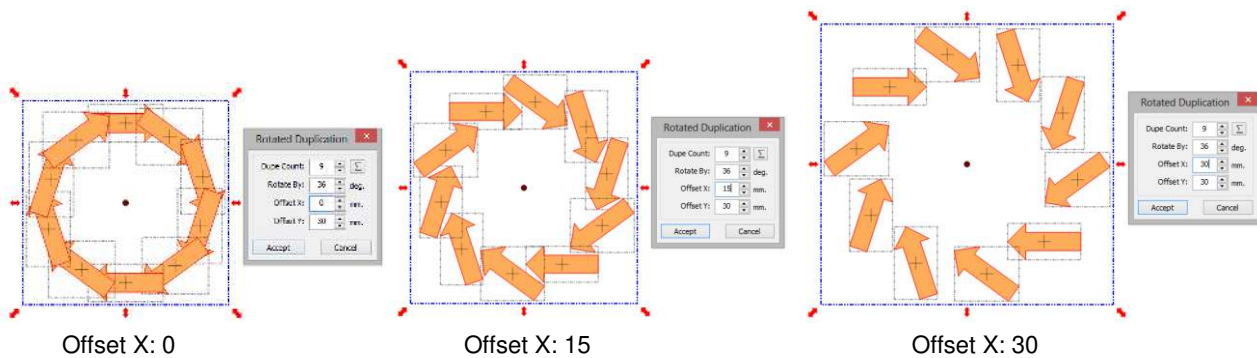 Rotated Duplication
Dupe Count: 9 Σ
Rotate By: 36 deg.
Offset X: 0 mm.
Offset Y: 30 mm.
Accept Cancel
Rotated Duplication
Dupe Count: 9 Σ
Rotate By: 36 deg.
Offset X: 15 mm.
Offset Y: 30 mm.
Accept Cancel
Rotated Duplication
Dupe Count: 9 Σ
Rotate By: 36 deg.
Offset X: 30 mm.
Offset Y: 30 mm.
Accept Cancel
Offset X: 0
Offset X: 15
Offset X: 30